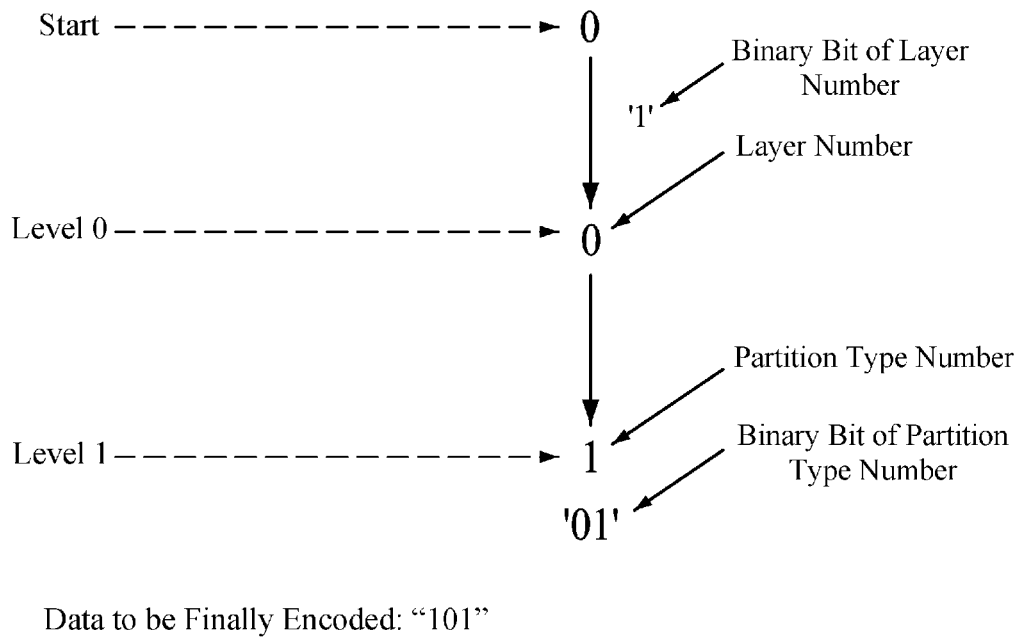 Start
0
Binary Bit of Layer
Number
'1'
Layer Number
Level 0
0
Partition Type Number
Level 1
1
Binary Bit of Partition
Type Number
'01'
Data to be Finally Encoded: “101”